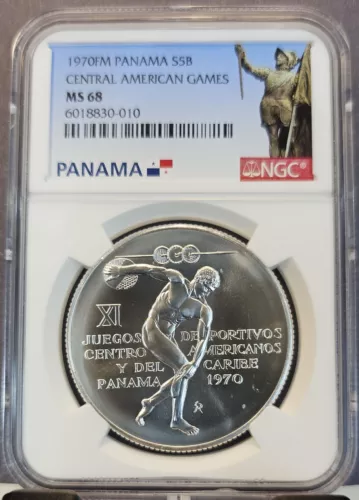 1970FM PANAMA S5B
CENTRAL AMERICAN GAMES
MS 68
6018830-010
PANAMA
NGC®
XI
JUEGOS DEPORTIVOS
CENTRO AMERICANOS
Y DEL CARIBE
PANAMA 1970